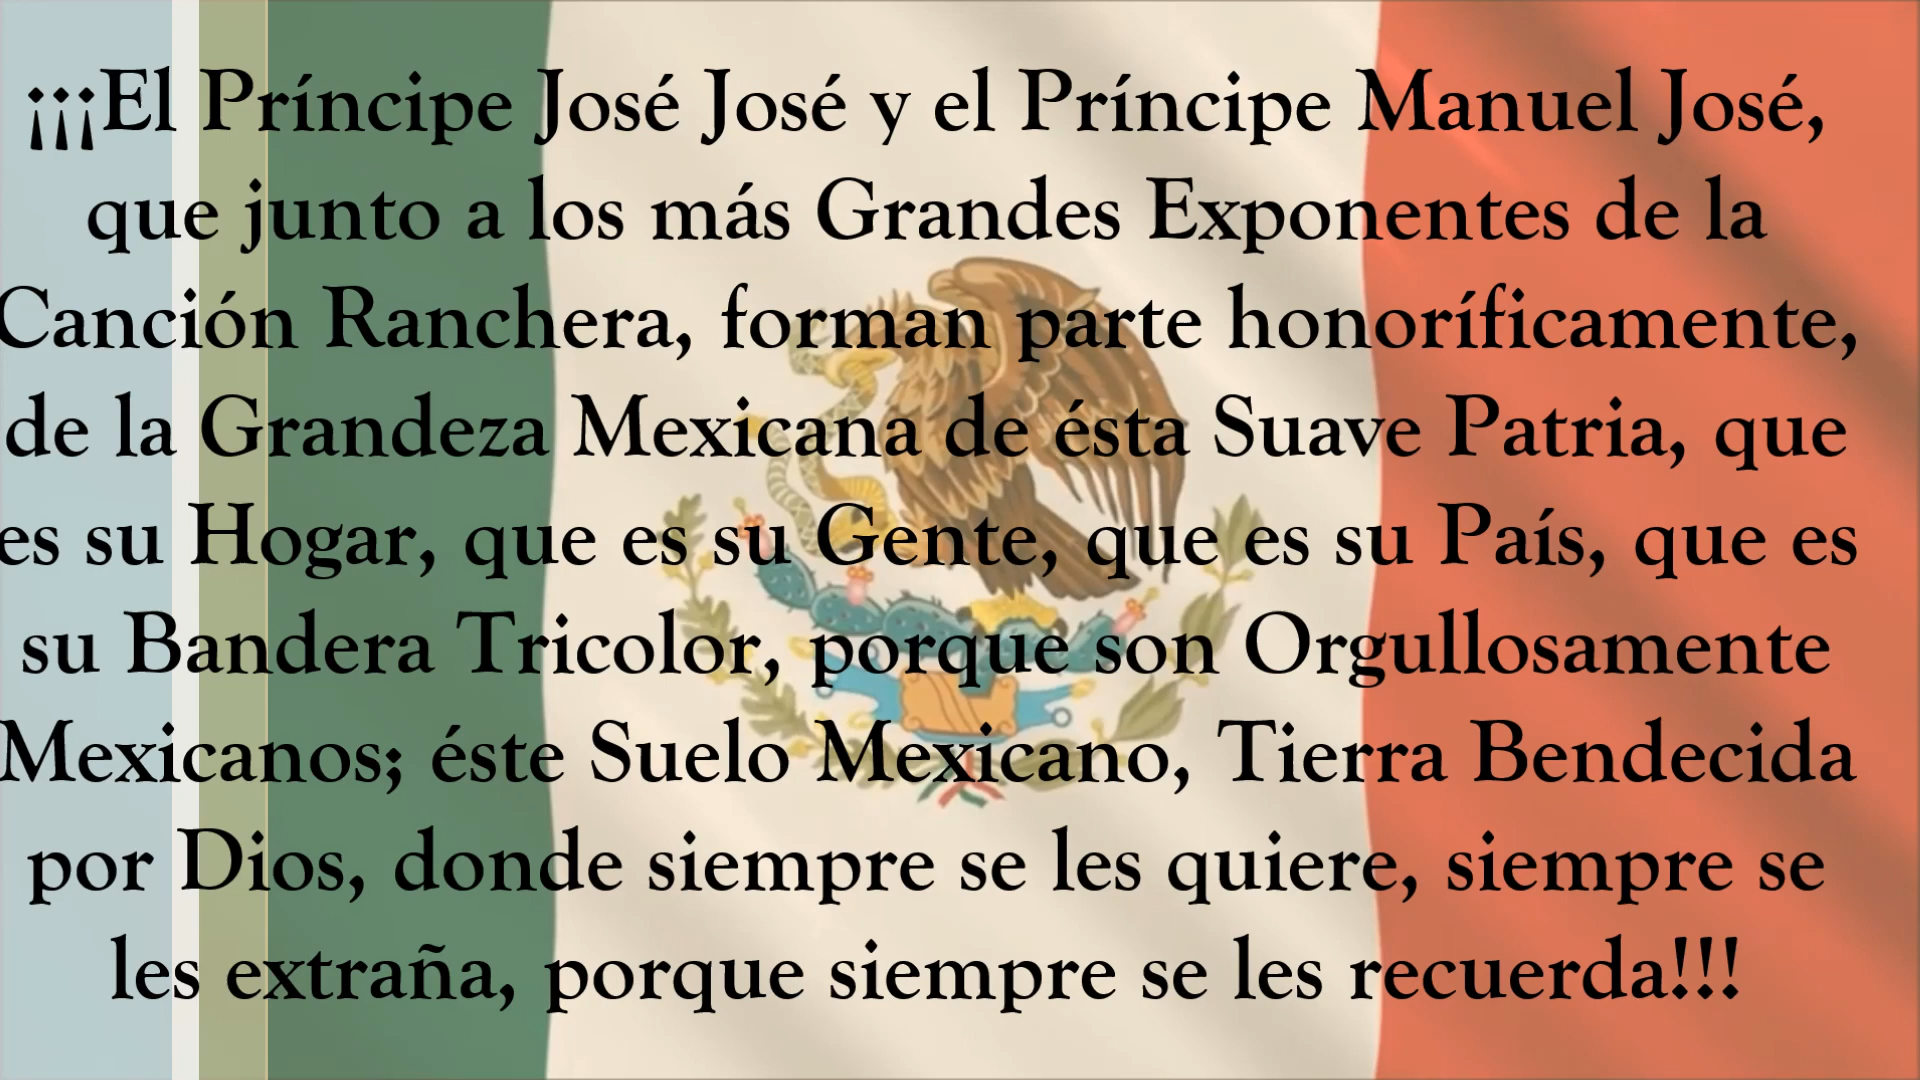 ¡¡¡El Príncipe José José y el Príncipe Manuel José,
que junto a los más Grandes Exponentes de la
Canción Ranchera, forman parte honoríficamente,
de la Grandeza Mexicana de ésta Suave Patria, que
es su Hogar, que es su Gente, que es su País, que es
su Bandera Tricolor, porque son Orgullosamente
Mexicanos; éste Suelo Mexicano, Tierra Bendecida
por Dios, donde siempre se les quiere, siempre se
les extraña, porque siempre se les recuerda!!!